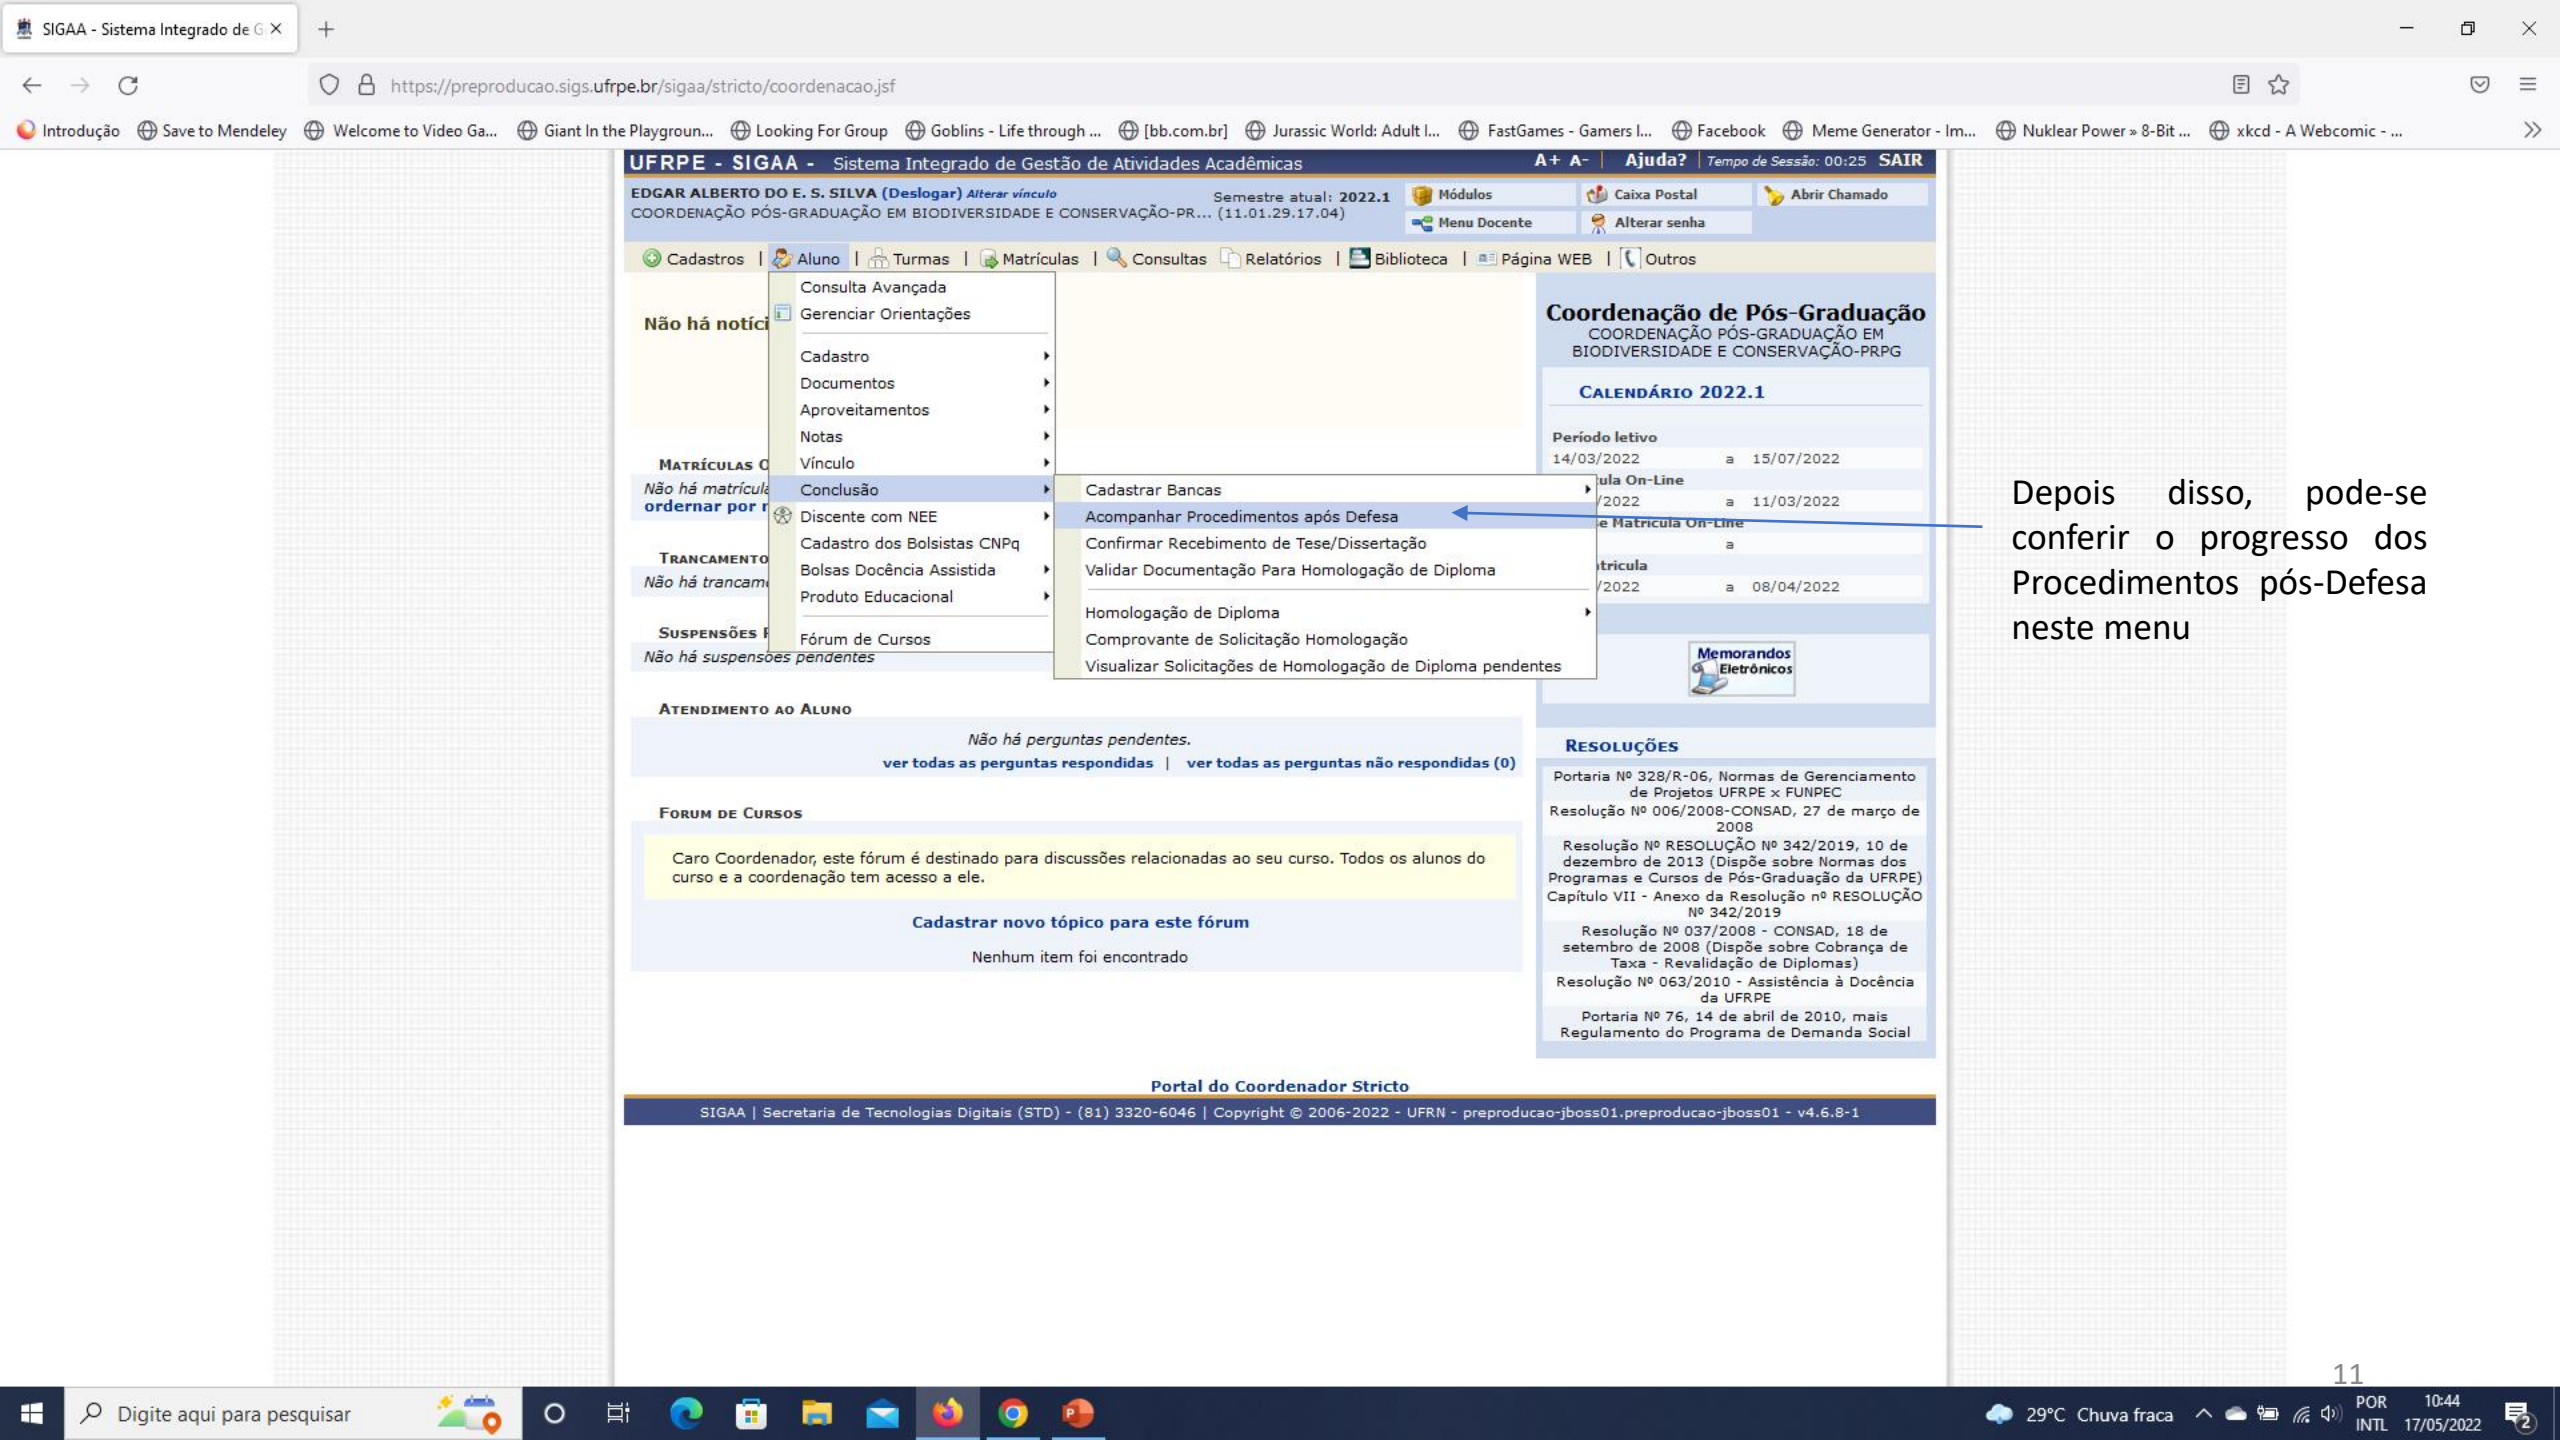 SIGAA - Sistema Integrado de G
https://preproducao.sigs.ufrpe.br/sigaa/stricto/coordenacao.jsf
Introdução Save to Mendeley Welcome to Video Ga... Giant In the Playgroun... Looking For Group Goblins - Life through ... [bb.com.br] Jurassic World: Adult I... FastGames - Gamers I... Facebook Meme Generator - Im... Nuklear Power » 8-Bit ... xkcd - A Webcomic - ...
UFRPE - SIGAA - Sistema Integrado de Gestão de Atividades Acadêmicas
A+ A- | Ajuda? | Tempo de Sessão: 00:25 SAIR
EDGAR ALBERTO DO E. S. SILVA (Deslogar) Alterar vínculo
Semestre atual: 2022.1
COORDENAÇÃO PÓS-GRADUAÇÃO EM BIODIVERSIDADE E CONSERVAÇÃO-PR... (11.01.29.17.04)
Módulos Caixa Postal Abrir Chamado
Menu Docente Alterar senha
Cadastros | Aluno | Turmas | Matrículas | Consultas Relatórios | Biblioteca | Página WEB | Outros
Não há notíci
Consulta Avançada
Gerenciar Orientações
Cadastro
Documentos
Aproveitamentos
Notas
Vínculo
Conclusão
Discente com NEE
Cadastro dos Bolsistas CNPq
Bolsas Docência Assistida
Produto Educacional
Fórum de Cursos
Cadastrar Bancas
Acompanhar Procedimentos após Defesa
Confirmar Recebimento de Tese/Dissertação
Validar Documentação Para Homologação de Diploma
Homologação de Diploma
Comprovante de Solicitação Homologação
Visualizar Solicitações de Homologação de Diploma pendentes
MATRÍCULAS O
Não há matrícula
ordernar por
TRANCAMENTO
Não há trancam
SUSPENSÕES
Não há suspensões pendentes
ATENDIMENTO AO ALUNO
Não há perguntas pendentes.
ver todas as perguntas respondidas | ver todas as perguntas não respondidas (0)
FORUM DE CURSOS
Caro Coordenador, este fórum é destinado para discussões relacionadas ao seu curso. Todos os alunos do
curso e a coordenação tem acesso a ele.
Cadastrar novo tópico para este fórum
Nenhum item foi encontrado
Coordenação de Pós-Graduação
COORDENAÇÃO PÓS-GRADUAÇÃO EM
BIODIVERSIDADE E CONSERVAÇÃO-PRPG
CALENDÁRIO 2022.1
Período letivo
14/03/2022 a 15/07/2022
ula On-Line
/2022 a 11/03/2022
e Matrícula On-Line
a
trícula
/2022 a 08/04/2022
Memorandos
Eletrônicos
RESOLUÇÕES
Portaria Nº 328/R-06, Normas de Gerenciamento
de Projetos UFRPE x FUNPEC
Resolução Nº 006/2008-CONSAD, 27 de março de
2008
Resolução Nº RESOLUÇÃO Nº 342/2019, 10 de
dezembro de 2013 (Dispõe sobre Normas dos
Programas e Cursos de Pós-Graduação da UFRPE)
Capítulo VII - Anexo da Resolução nº RESOLUÇÃO
Nº 342/2019
Resolução Nº 037/2008 - CONSAD, 18 de
setembro de 2008 (Dispõe sobre Cobrança de
Taxa - Revalidação de Diplomas)
Resolução Nº 063/2010 - Assistência à Docência
da UFRPE
Portaria Nº 76, 14 de abril de 2010, mais
Regulamento do Programa de Demanda Social
Portal do Coordenador Stricto
SIGAA | Secretaria de Tecnologias Digitais (STD) - (81) 3320-6046 | Copyright © 2006-2022 - UFRN - preproducao-jboss01.preproducao-jboss01 - v4.6.8-1
Depois disso, pode-se
conferir o progresso dos
Procedimentos pós-Defesa
neste menu
11
Digite aqui para pesquisar
29°C Chuva fraca
POR
INTL
10:44
17/05/2022
2